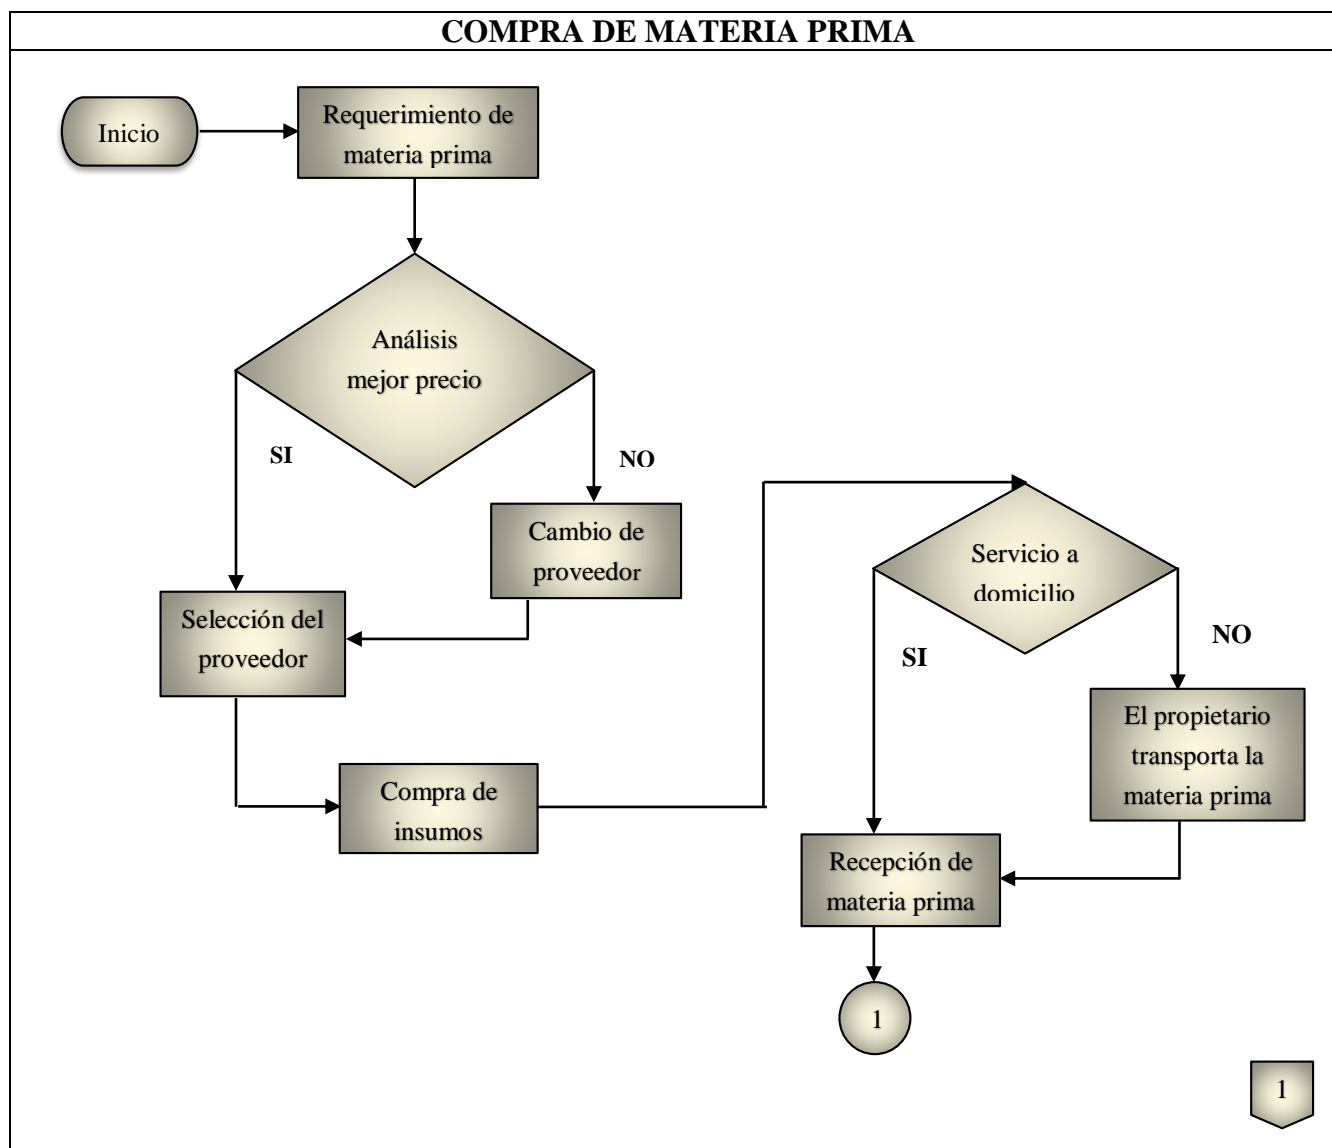 COMPRA DE MATERIA PRIMA
Inicio
Requerimiento de
materia prima
Análisis
mejor precio
SI
NO
Cambio de
proveedor
Selección del
proveedor
Compra de
insumos
Servicio a
domicilio
SI
NO
El propietario
transporta la
materia prima
Recepción de
materia prima
1
1